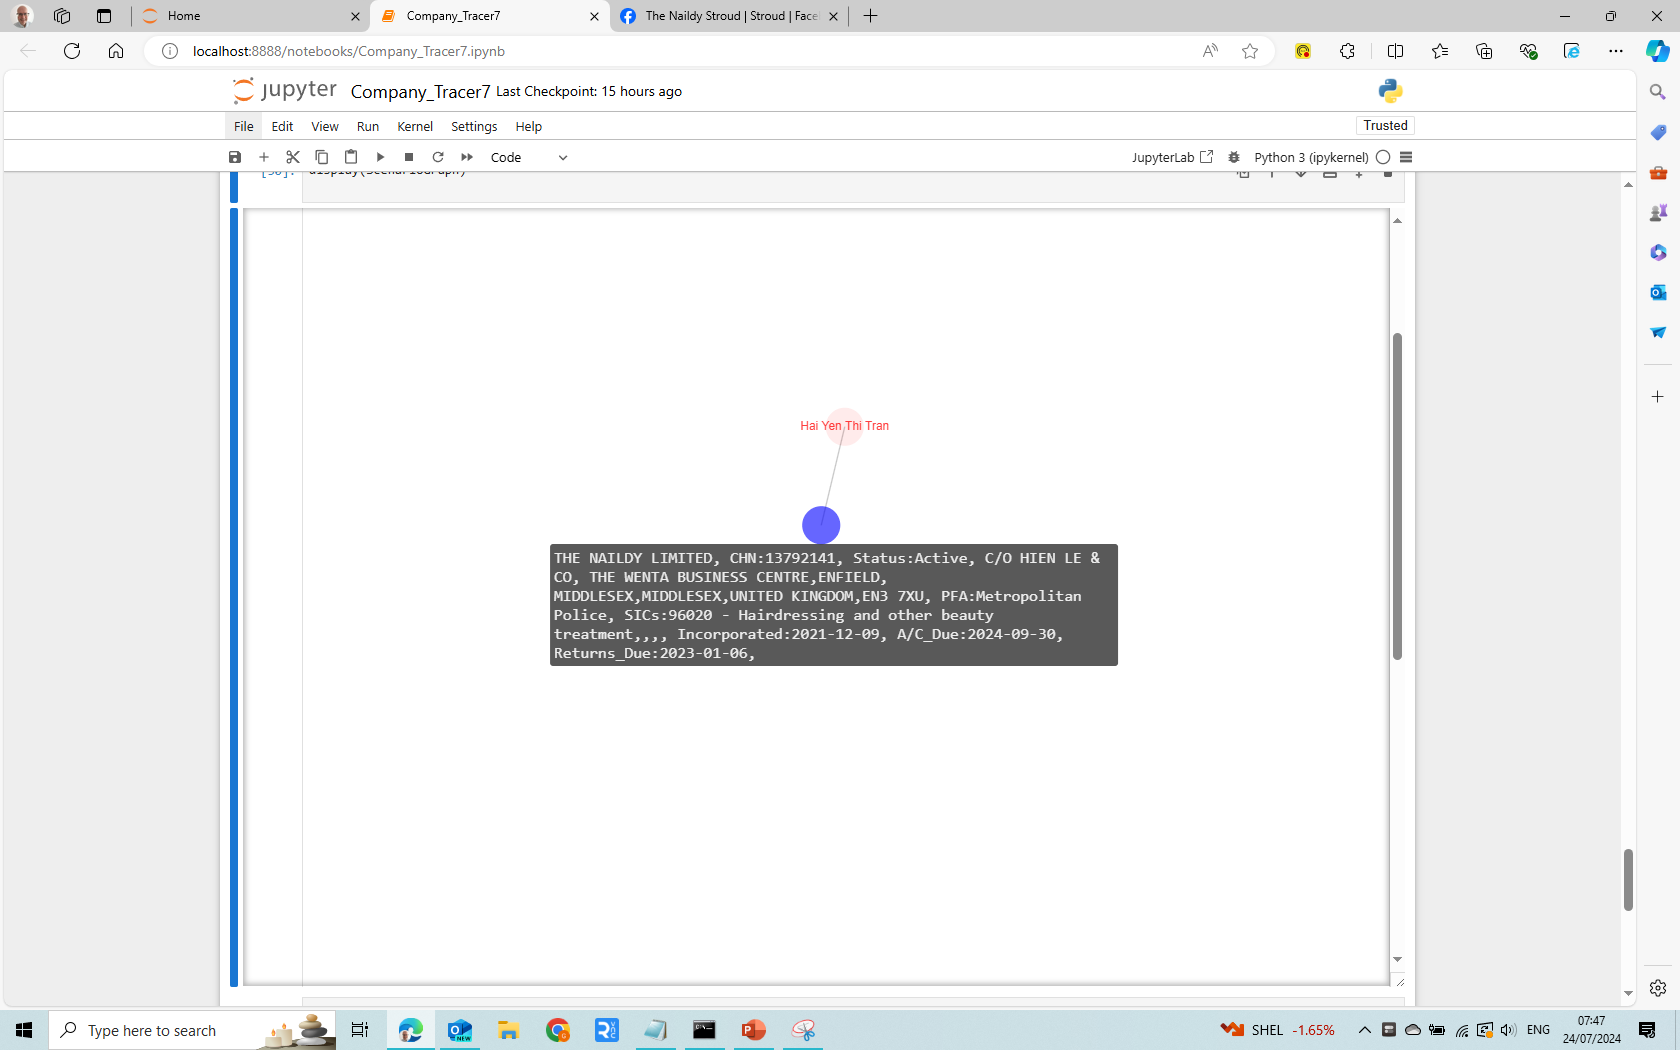 Home
Company_Tracer7
The Naildy Stroud | Stroud | Face
localhost:8888/notebooks/Company_Tracer7.ipynb
jupyter Company_Tracer7 Last Checkpoint: 15 hours ago
File Edit View Run Kernel Settings Help
Trusted
Code
JupyterLab
Python 3 (ipykernel)
Hai Yen Thi Tran
THE NAILDY LIMITED, CHN:13792141, Status:Active, C/O HIEN LE &
CO, THE WENTA BUSINESS CENTRE,ENFIELD,
MIDDLESEX,MIDDLESEX,UNITED KINGDOM,EN3 7XU, PFA:Metropolitan
Police, SICs:96020 - Hairdressing and other beauty
treatment,,,, Incorporated:2021-12-09, A/C_Due:2024-09-30,
Returns_Due:2023-01-06,
Type here to search
SHEL -1.65%
ENG
07:47
24/07/2024